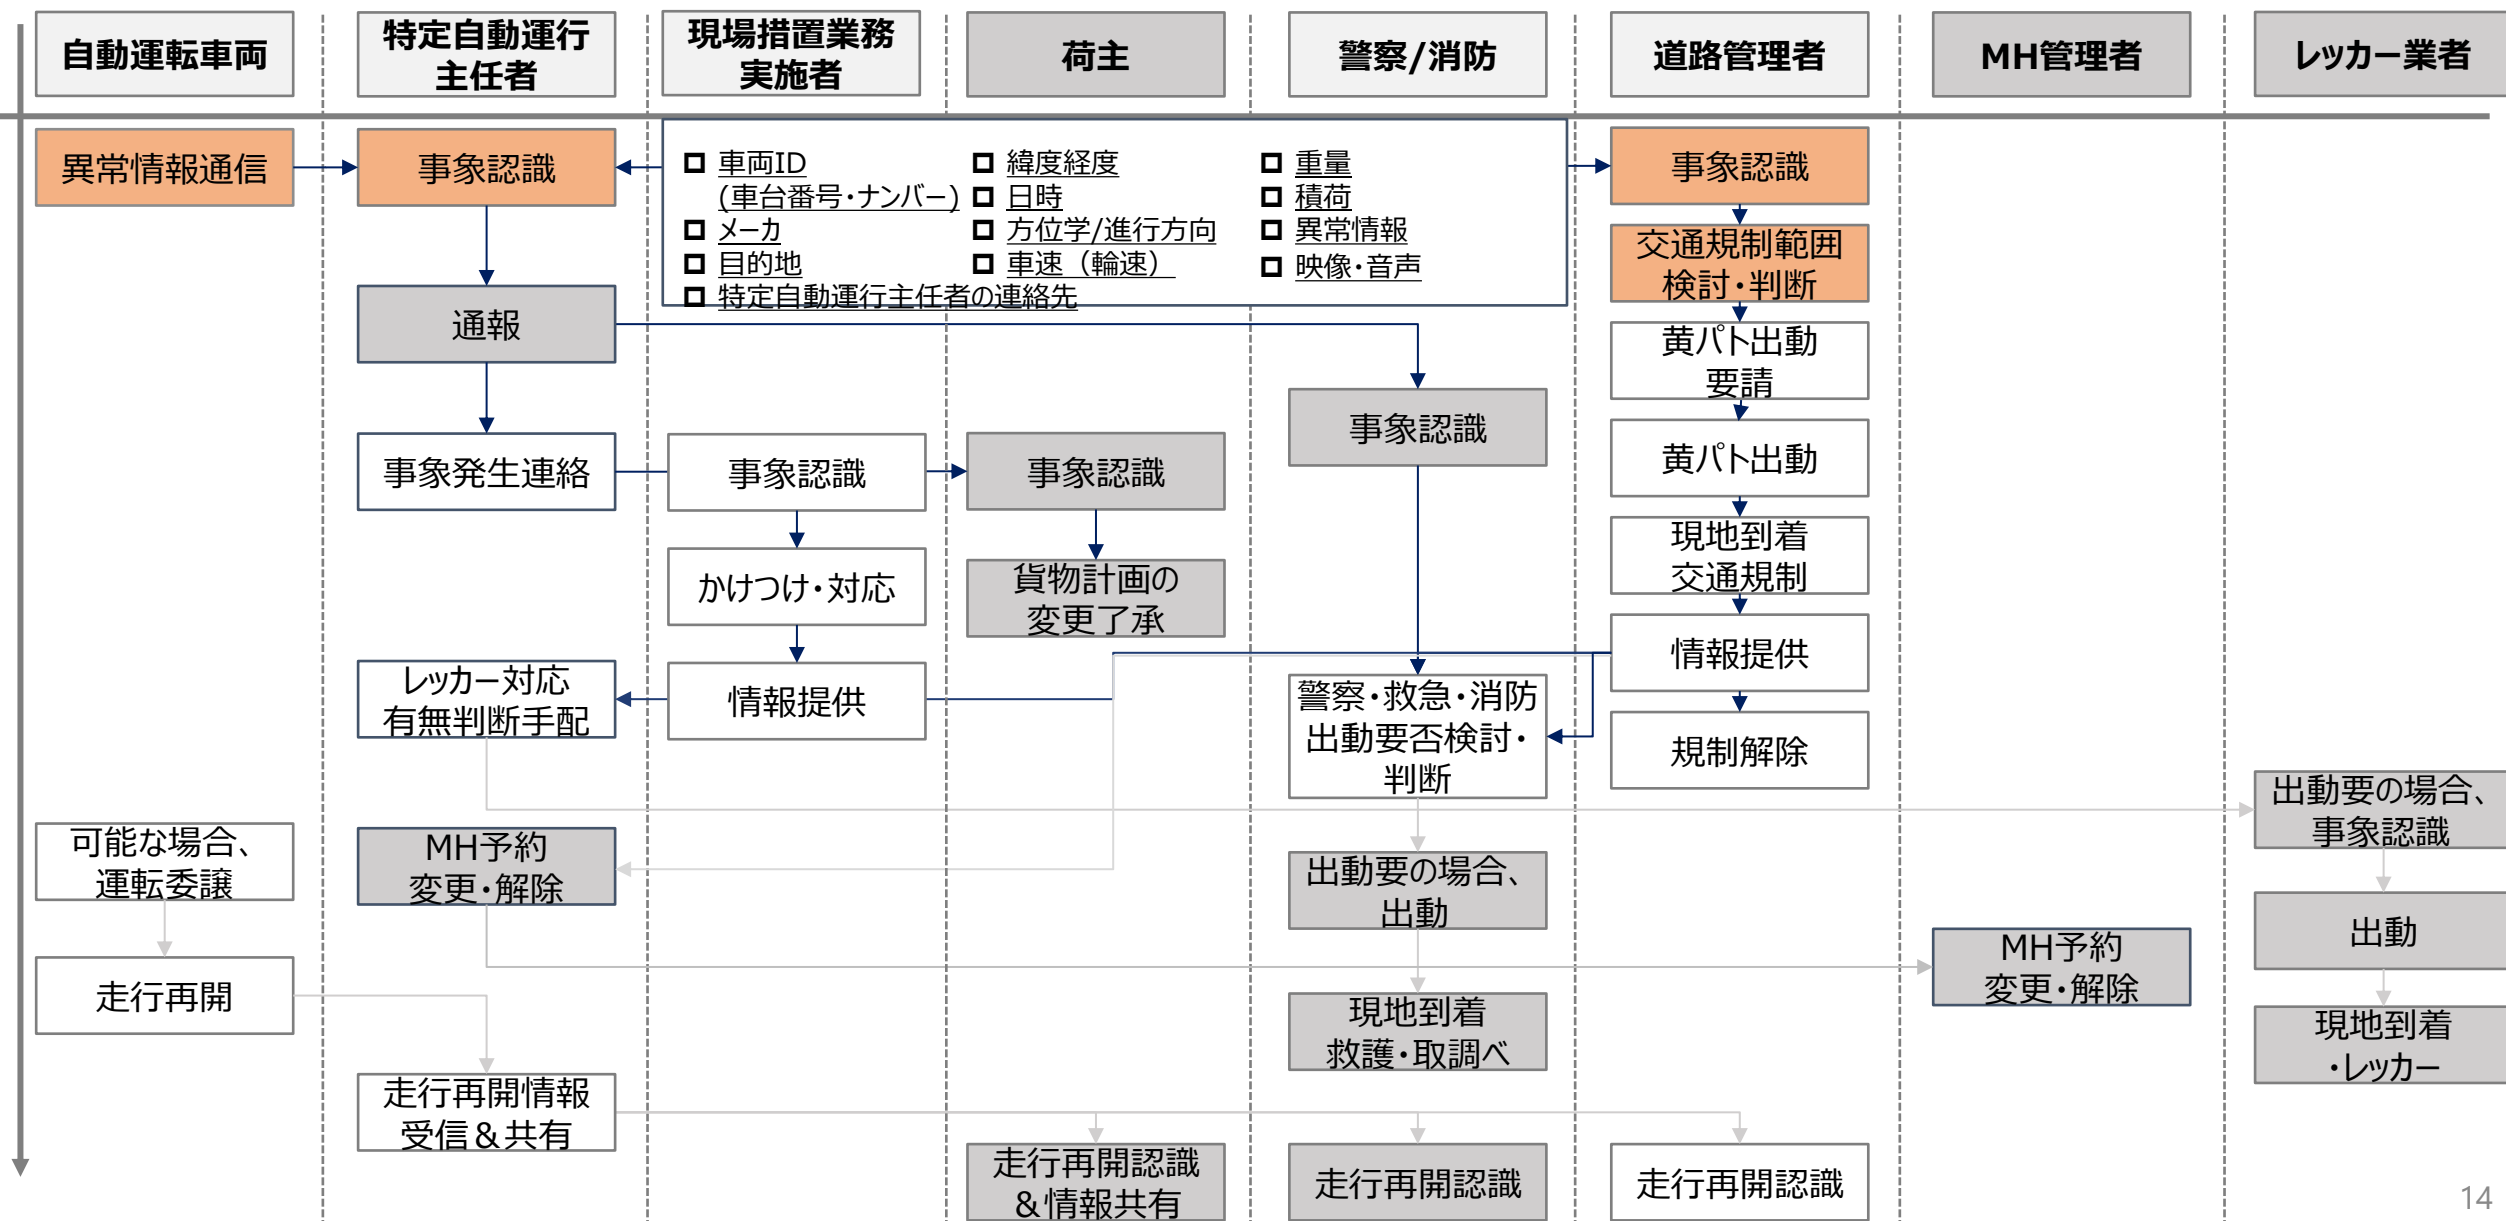 自動運転車両
特定自動運行
主任者
現場措置業務
実施者
荷主
警察/消防
道路管理者
MH管理者
レッカー業者
異常情報通信
事象認識
車両ID
(車台番号・ナンバー)
メーカ
目的地
特定自動運行主任者の連絡先
緯度経度
日時
方位学/進行方向
車速（輪速）
重量
積荷
異常情報
映像・音声
事象認識
交通規制範囲
検討・判断
通報
黄パト出動
要請
事象認識
黄パト出動
事象発生連絡
事象認識
事象認識
現地到着
交通規制
かけつけ・対応
貨物計画の
変更了承
情報提供
レッカー対応
有無判断手配
情報提供
警察・救急・消防
出動要否検討・
判断
規制解除
出動要の場合、
事象認識
可能な場合、
運転委譲
MH予約
変更・解除
出動要の場合、
出動
出動
MH予約
変更・解除
走行再開
現地到着
救護・取調べ
現地到着
・レッカー
走行再開情報
受信＆共有
走行再開認識
＆情報共有
走行再開認識
走行再開認識
14